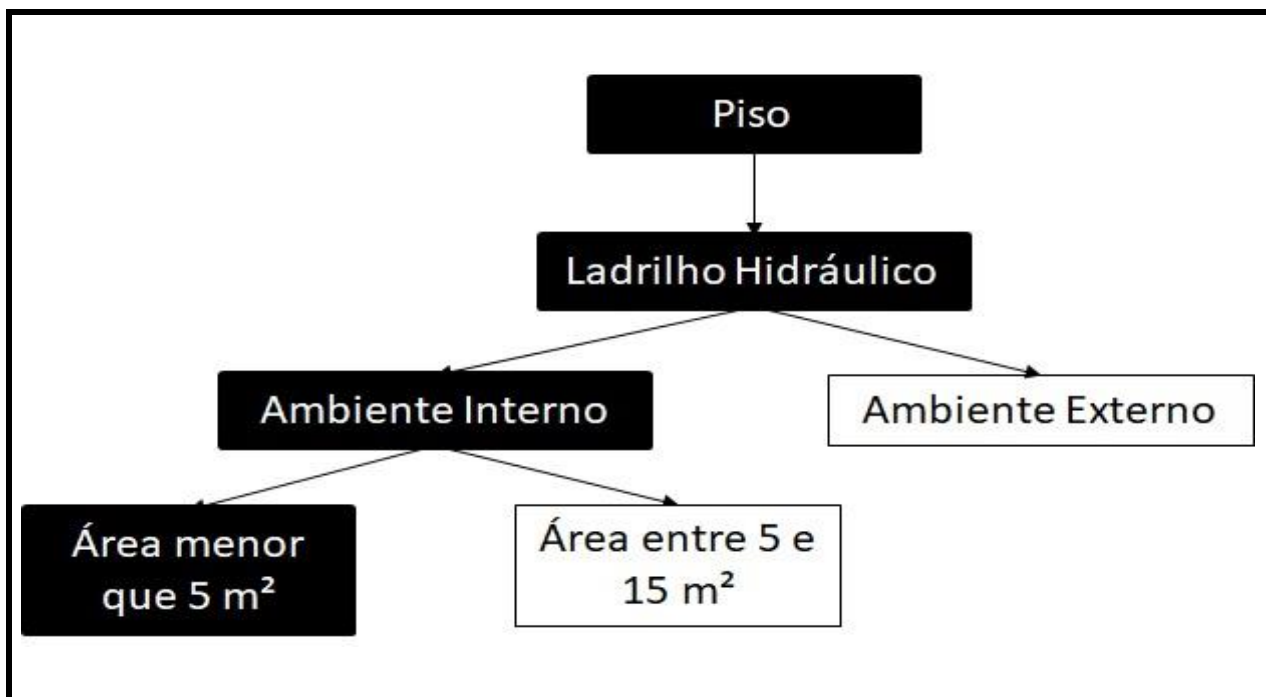 Piso
Ladrilho Hidráulico
Ambiente Interno
Ambiente Externo
Área menor
que 5 m²
Área entre 5 e
15 m²